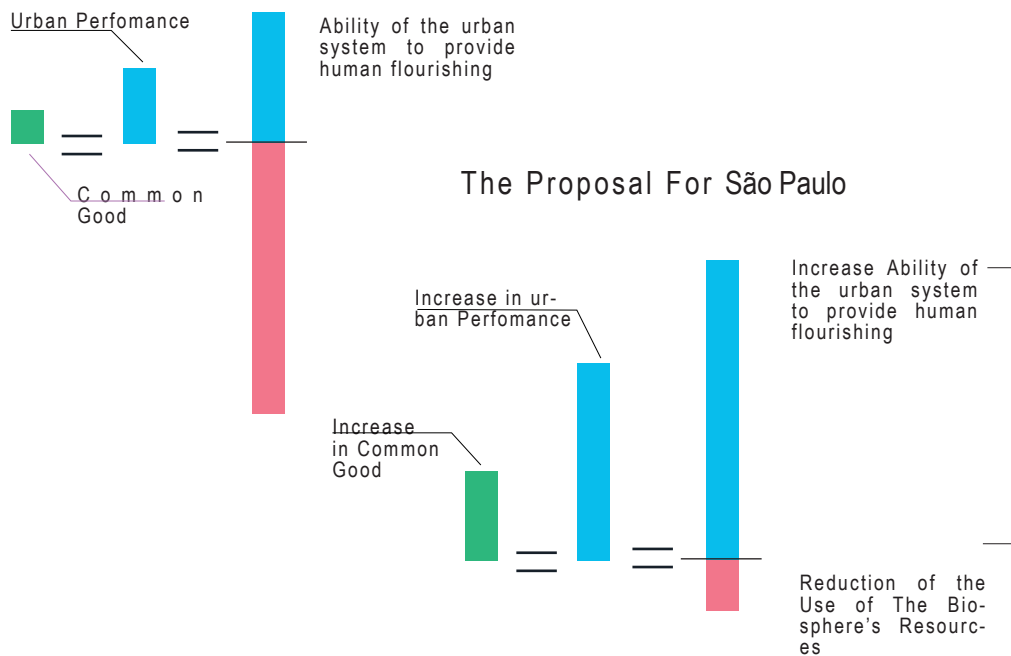 Urban Perfomance
Ability of the urban
system to provide
human flourishing
Common
Good
The Proposal For São Paulo
Increase Ability of
the urban system
to provide human
flourishing
Increase in ur-
ban Perfomance
Increase
in Common
Good
Reduction of the
Use of The Bio-
sphere's Resourc-
es